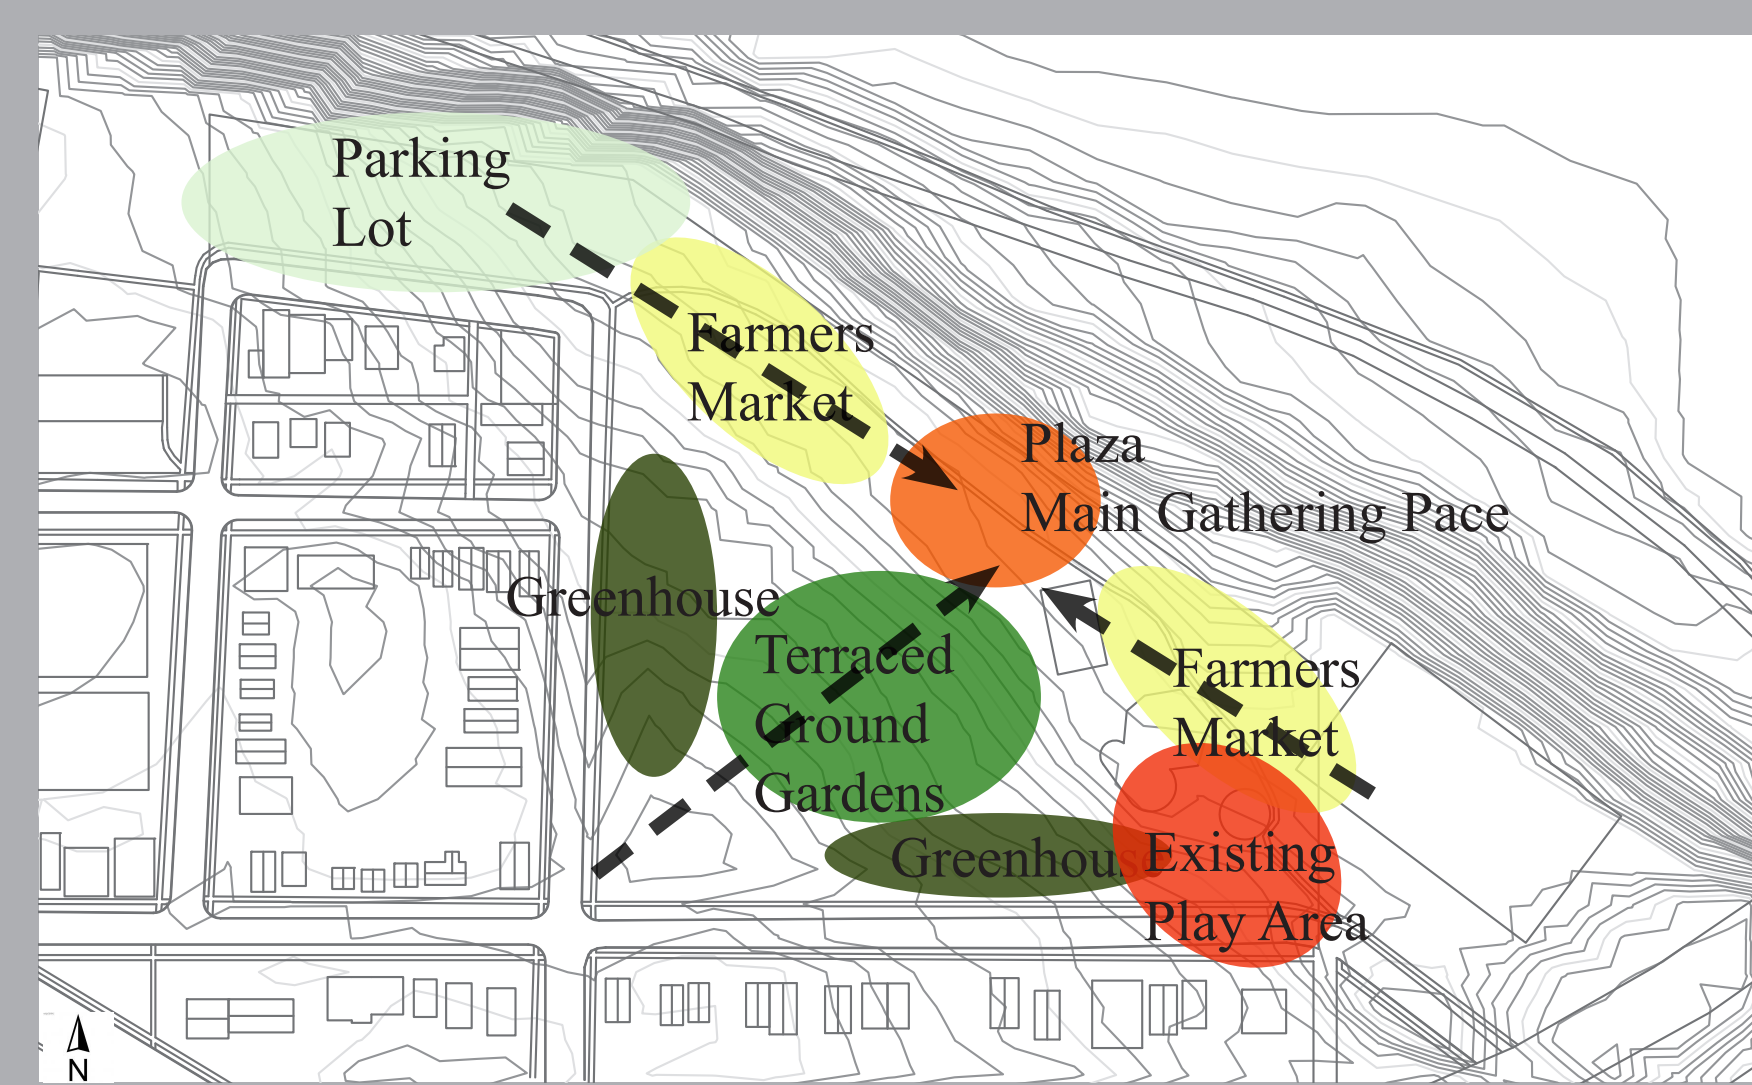 Parking
Lot
Farmers
Market
Plaza
Main Gathering Pace
Greenhouse
Terraced
Ground
Gardens
Farmers
Market
Greenhouse
Existing
Play Area
N